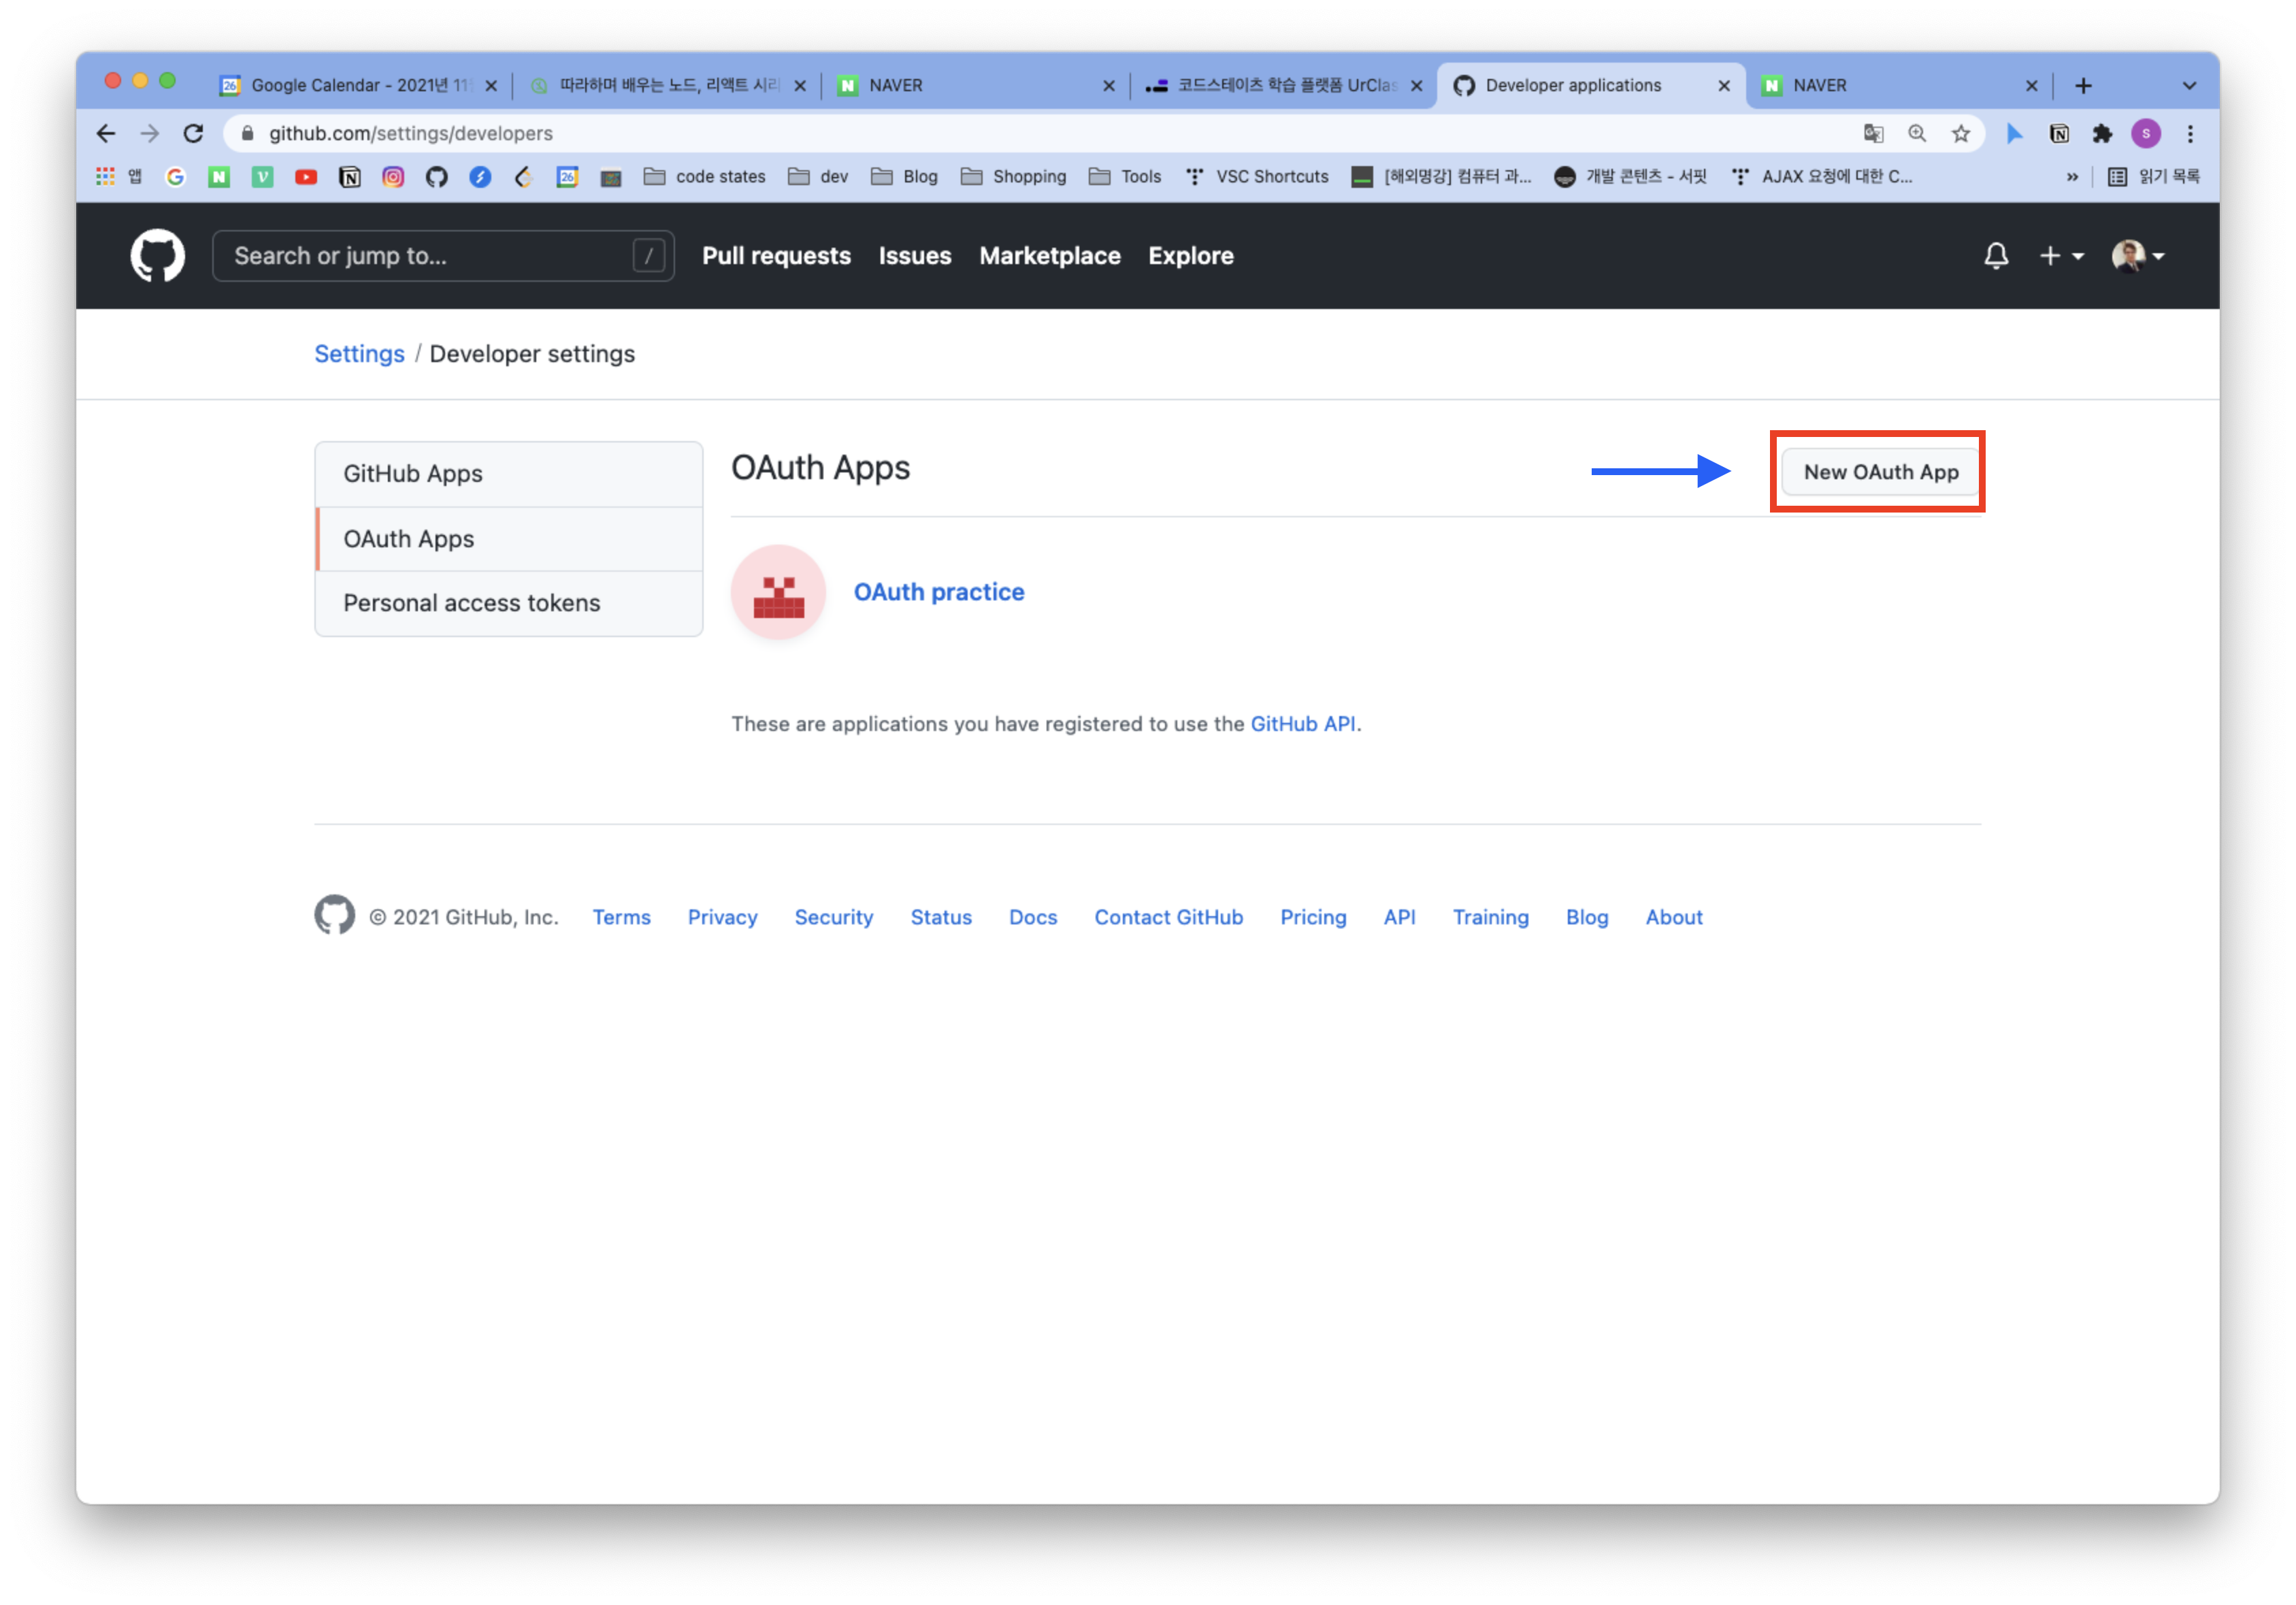 Google Calendar - 2021년 11
따라하며 배우는 노드, 리액트 시리
NAVER
코드스테이츠 학습 플랫폼 UrClas
Developer applications
NAVER
github.com/settings/developers
S
앱
code states
dev
Blog
Shopping
Tools
VSC Shortcuts
[해외명강] 컴퓨터 과...
개발 콘텐츠 - 서핏
AJAX 요청에 대한 C...
»
읽기 목록
Search or jump to... /
Pull requests Issues Marketplace Explore
Settings / Developer settings
GitHub Apps
OAuth Apps
Personal access tokens
OAuth Apps
New OAuth App
OAuth practice
These are applications you have registered to use the GitHub API.
© 2021 GitHub, Inc. Terms Privacy Security Status Docs Contact GitHub Pricing API Training Blog About